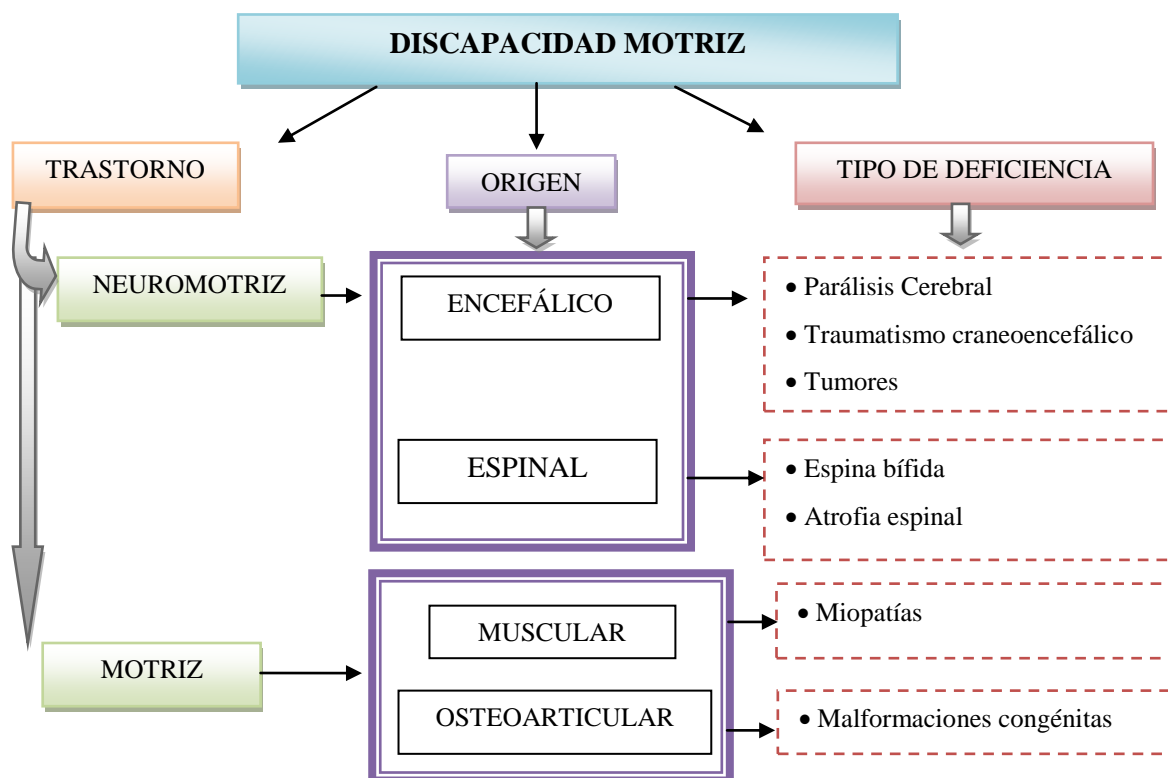 DISCAPACIDAD MOTRIZ
TRASTORNO
ORIGEN
TIPO DE DEFICIENCIA
NEUROMOTRIZ
ENCEFÁLICO
• Parálisis Cerebral
• Traumatismo craneoencefálico
• Tumores
ESPINAL
• Espina bífida
• Atrofia espinal
MOTRIZ
MUSCULAR
• Miopatías
OSTEOARTICULAR
• Malformaciones congénitas